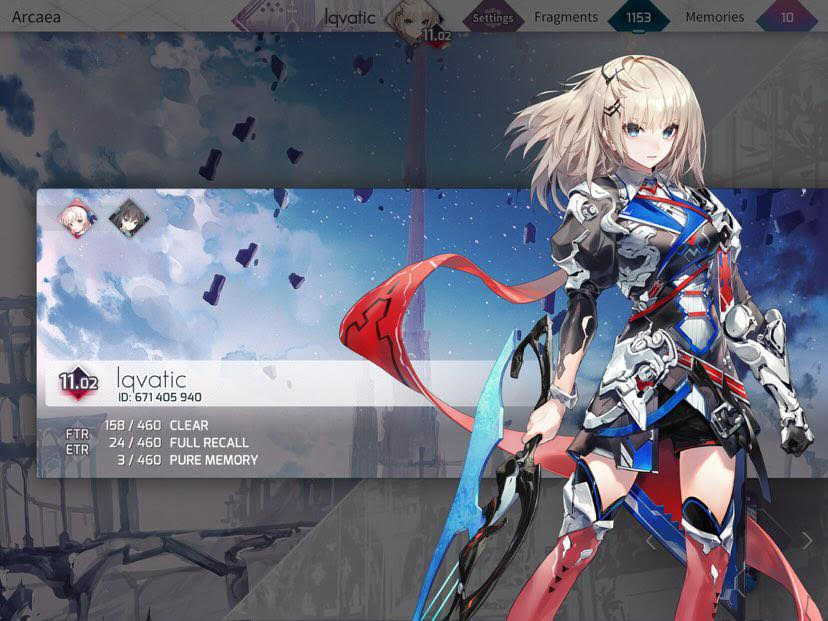 Arcaea
lqvatic
11.02
Settings
Fragments
1153
Memories
10
11.02
lqvatic
ID: 671 405 940
FTR
ETR
158 / 460 CLEAR
24 / 460 FULL RECALL
3 / 460 PURE MEMORY